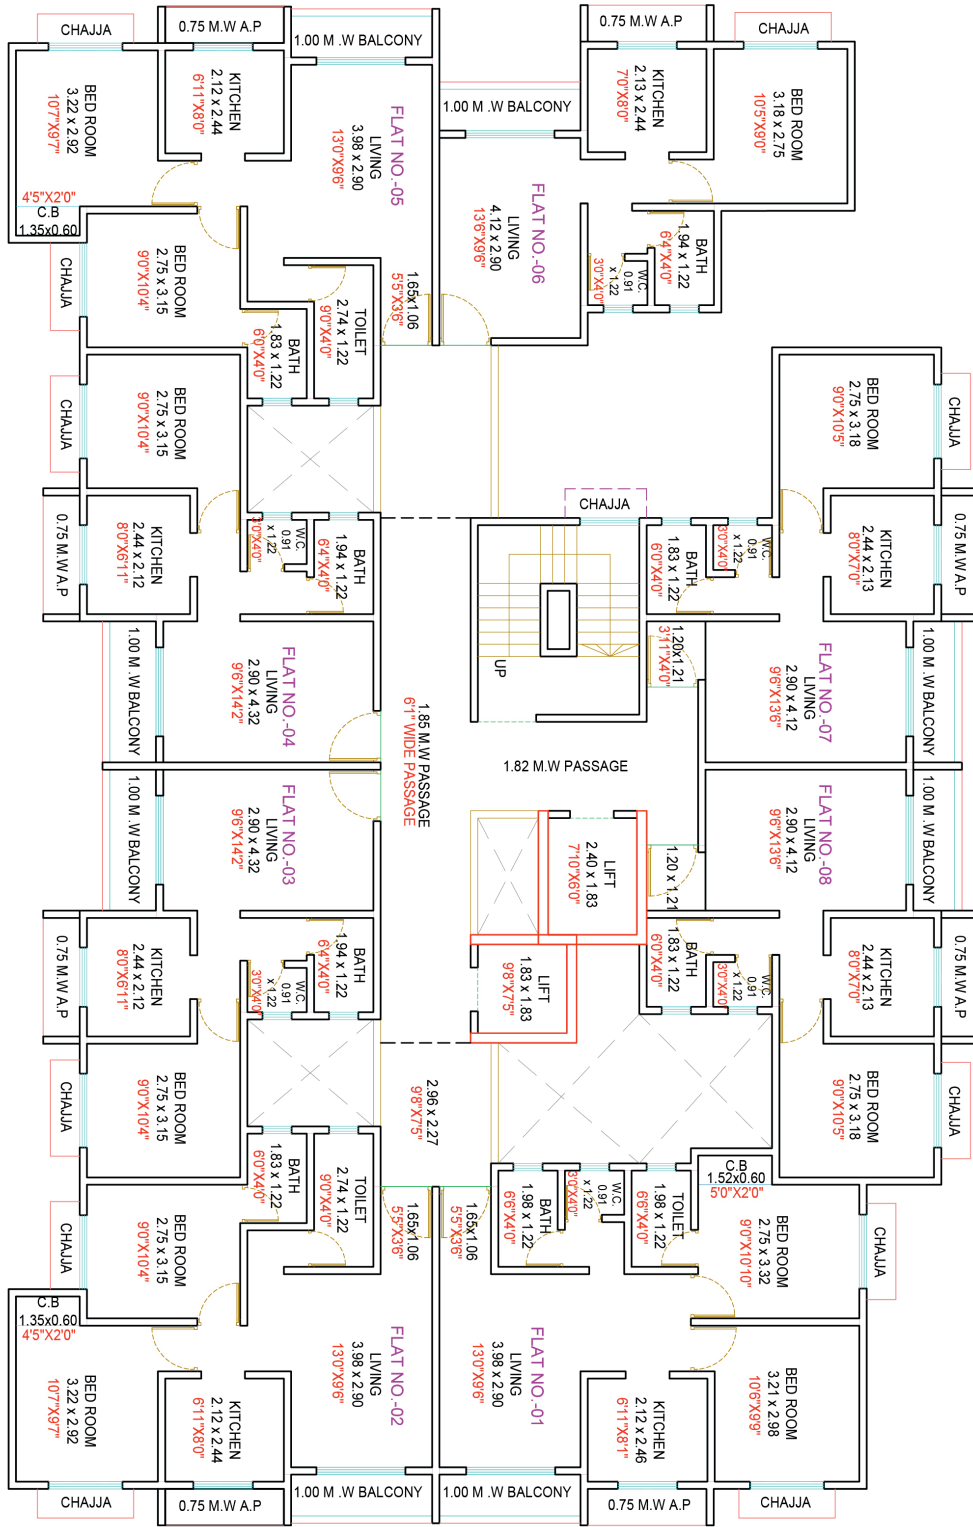 CHAJJA
0.75 M.W A.P
1.00 M .W BALCONY
0.75 M.W A.P
CHAJJA
BED ROOM
3.22 x 2.92
10'7"X9'7"
KITCHEN
2.12 x 2.44
6'11"X8'0"
FLAT NO.-05
LIVING
3.98 x 2.90
13'0"X9'6"
1.00 M .W BALCONY
KITCHEN
2.13 x 2.44
7'0"X8'0"
BED ROOM
3.18 x 2.75
10'5"X9'0"
4'5"X2'0"
C.B
1.35x0.60
FLAT NO.-06
LIVING
4.12 x 2.90
13'6"X9'6"
BATH
1.94 x 1.22
6'4"X4'0"
W.C.
0.91
x 1.22
3'0"X4'0"
CHAJJA
BED ROOM
2.75 x 3.15
9'0"X10'4"
1.65x1.06
5'5"X3'6"
TOILET
2.74 x 1.22
9'0"X4'0"
BATH
1.83 x 1.22
6'0"X4'0"
CHAJJA
BED ROOM
2.75 x 3.15
9'0"X10'4"
BED ROOM
2.75 x 3.18
9'0"X10'5"
CHAJJA
CHAJJA
0.75 M.W A.P
KITCHEN
2.44 x 2.12
8'0"X6'11"
W.C.
0.91
x 1.22
3'0"X4'0"
BATH
1.94 x 1.22
6'4"X4'0"
BATH
1.83 x 1.22
6'0"X4'0"
W.C.
0.91
x 1.22
3'0"X4'0"
KITCHEN
2.44 x 2.13
8'0"X7'0"
0.75 M.W A.P
UP
1.20x1.21
3'11"X4'0"
1.00 M .W BALCONY
FLAT NO.-04
LIVING
2.90 x 4.32
9'6"X14'2"
FLAT NO.-07
LIVING
2.90 x 4.12
9'6"X13'6"
1.00 M .W BALCONY
1.85 M.W PASSAGE
6'1" WIDE PASSAGE
1.82 M.W PASSAGE
1.00 M .W BALCONY
FLAT NO.-03
LIVING
2.90 x 4.32
9'6"X14'2"
LIFT
2.40 x 1.83
7'10"X6'0"
1.20 x 1.21
FLAT NO.-08
LIVING
2.90 x 4.12
9'6"X13'6"
1.00 M .W BALCONY
0.75 M.W A.P
KITCHEN
2.44 x 2.12
8'0"X6'11"
BATH
1.94 x 1.22
6'4"X4'0"
W.C.
0.91
x 1.22
3'0"X4'0"
LIFT
1.83 x 1.83
9'8"X7'5"
BATH
1.83 x 1.22
6'0"X4'0"
W.C.
0.91
x 1.22
3'0"X4'0"
KITCHEN
2.44 x 2.13
8'0"X7'0"
0.75 M.W A.P
CHAJJA
BED ROOM
2.75 x 3.15
9'0"X10'4"
2.96 x 2.27
9'8"X7'5"
BED ROOM
2.75 x 3.18
9'0"X10'5"
CHAJJA
BATH
1.83 x 1.22
6'0"X4'0"
TOILET
2.74 x 1.22
9'0"X4'0"
1.65x1.06
5'5"X3'6"
1.65x1.06
5'5"X3'6"
BATH
1.98 x 1.22
6'6"X4'0"
W.C.
0.91
x 1.22
3'0"X4'0"
TOILET
1.98 x 1.22
6'6"X4'0"
C.B
1.52x0.60
5'0"X2'0"
CHAJJA
BED ROOM
2.75 x 3.15
9'0"X10'4"
BED ROOM
2.75 x 3.32
9'0"X10'10"
CHAJJA
C.B
1.35x0.60
4'5"X2'0"
BED ROOM
3.22 x 2.92
10'7"X9'7"
KITCHEN
2.12 x 2.44
6'11"X8'0"
FLAT NO.-02
LIVING
3.98 x 2.90
13'0"X9'6"
FLAT NO.-01
LIVING
3.98 x 2.90
13'0"X9'6"
KITCHEN
2.12 x 2.46
6'11"X8'1"
BED ROOM
3.21 x 2.98
10'6"X9'9"
CHAJJA
0.75 M.W A.P
1.00 M .W BALCONY
1.00 M .W BALCONY
0.75 M.W A.P
CHAJJA